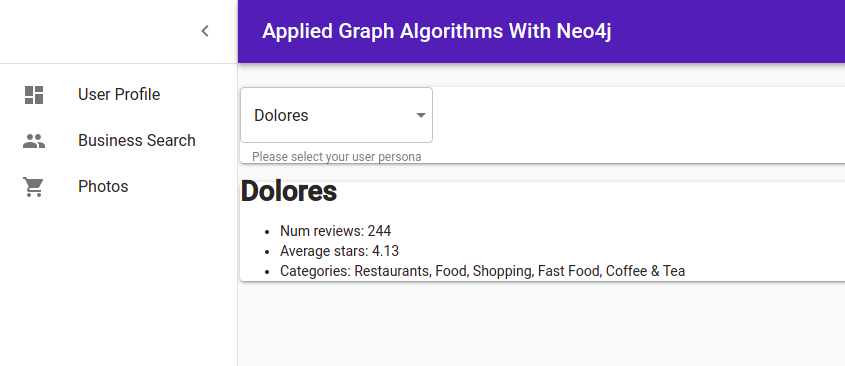 Applied Graph Algorithms With Neo4j
User Profile
Business Search
Photos
Dolores
Please select your user persona
Dolores
Num reviews: 244
Average stars: 4.13
Categories: Restaurants, Food, Shopping, Fast Food, Coffee & Tea